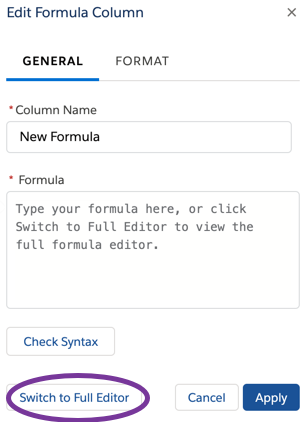 Edit Formula Column ×
GENERAL FORMAT
* Column Name
New Formula
* Formula
Type your formula here, or click
Switch to Full Editor to view the
full formula editor.
Check Syntax
Switch to Full Editor Cancel Apply